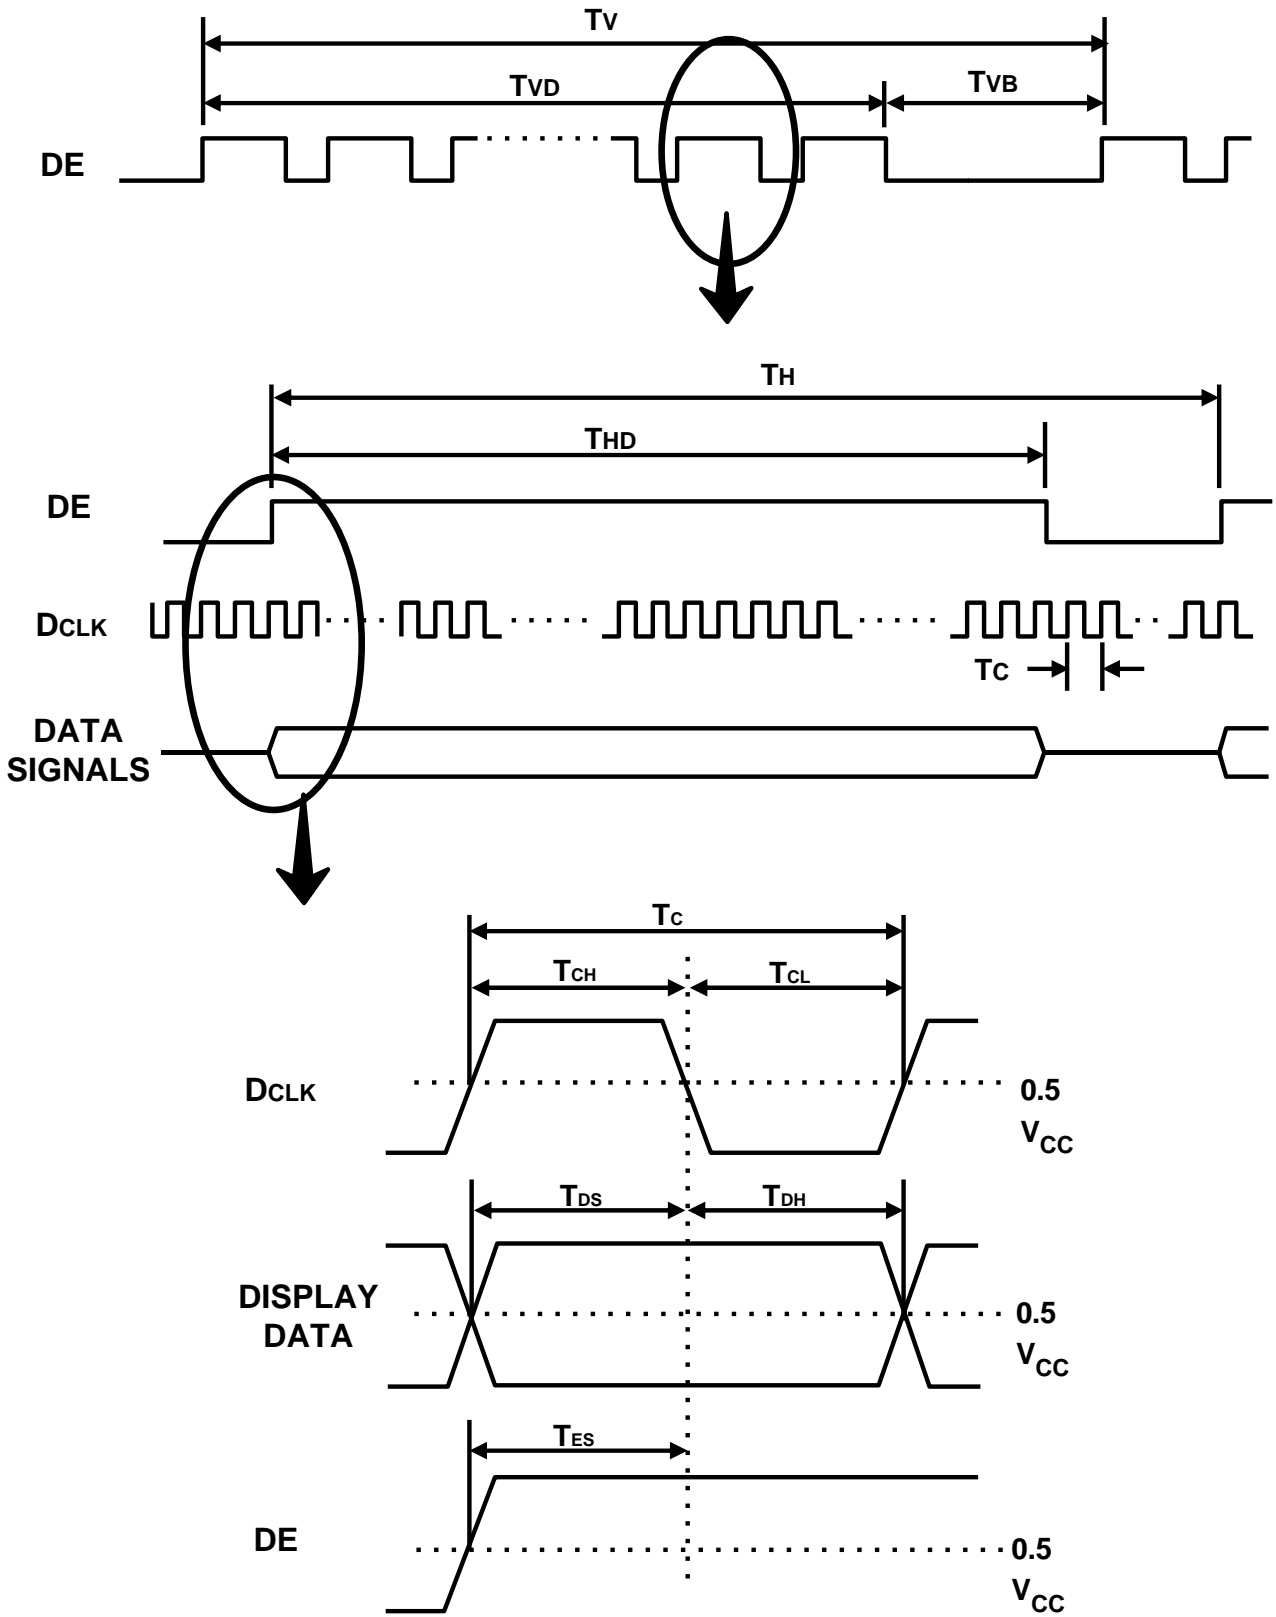 TV
TVD
TVB
DE
TH
THD
DE
DCLK
TC
DATA
SIGNALS
TC
TCH
TCL
DCLK
0.5
VCC
TDS
TDH
DISPLAY
DATA
0.5
VCC
TES
DE
0.5
VCC